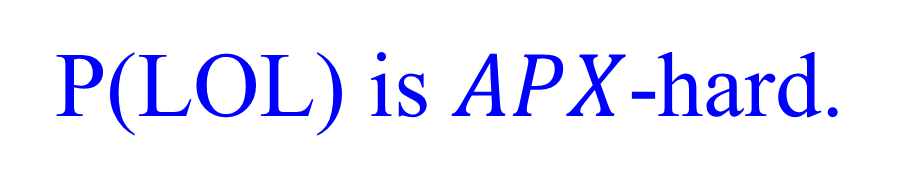 P(LOL) is APX-hard.